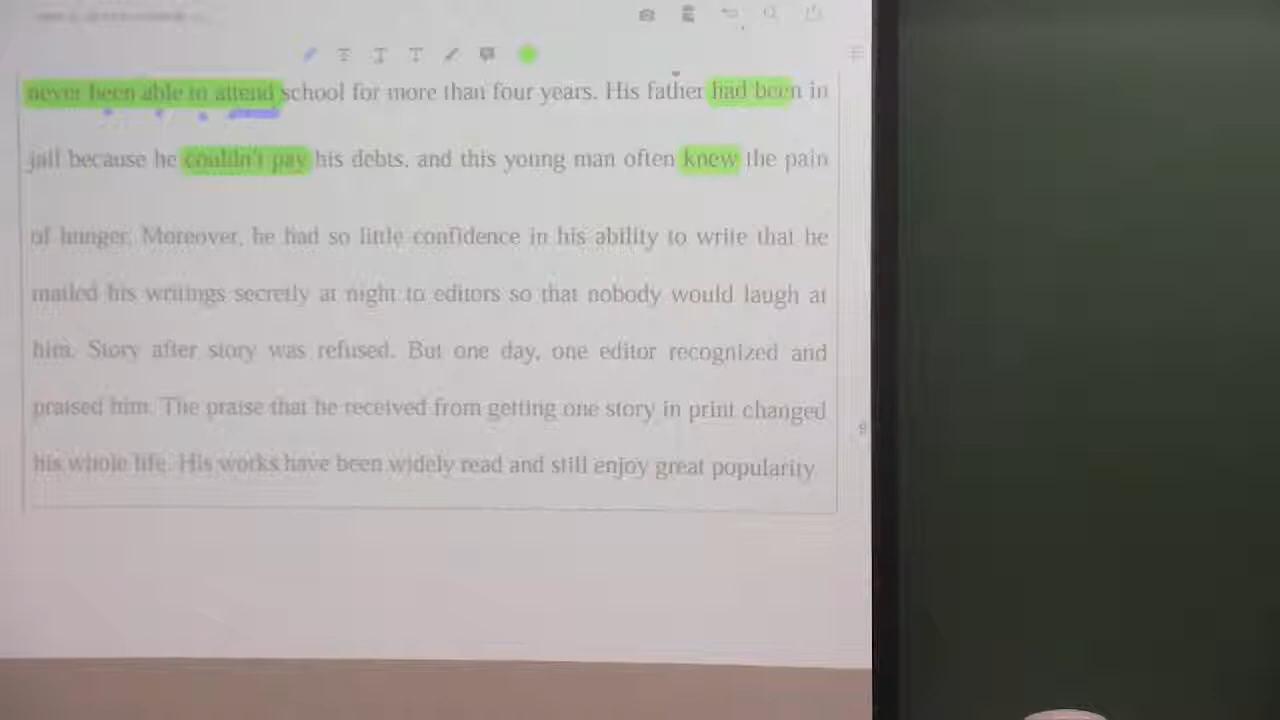 never been able to attend school for more than four years. His father had been in
jail because he couldn't pay his debts, and this young man often knew the pain
of hunger. Moreover, he had so little confidence in his ability to write that he
mailed his writings secretly at night to editors so that nobody would laugh at
him. Story after story was refused. But one day, one editor recognized and
praised him. The praise that he received from getting one story in print changed
his whole life. His works have been widely read and still enjoy great popularity